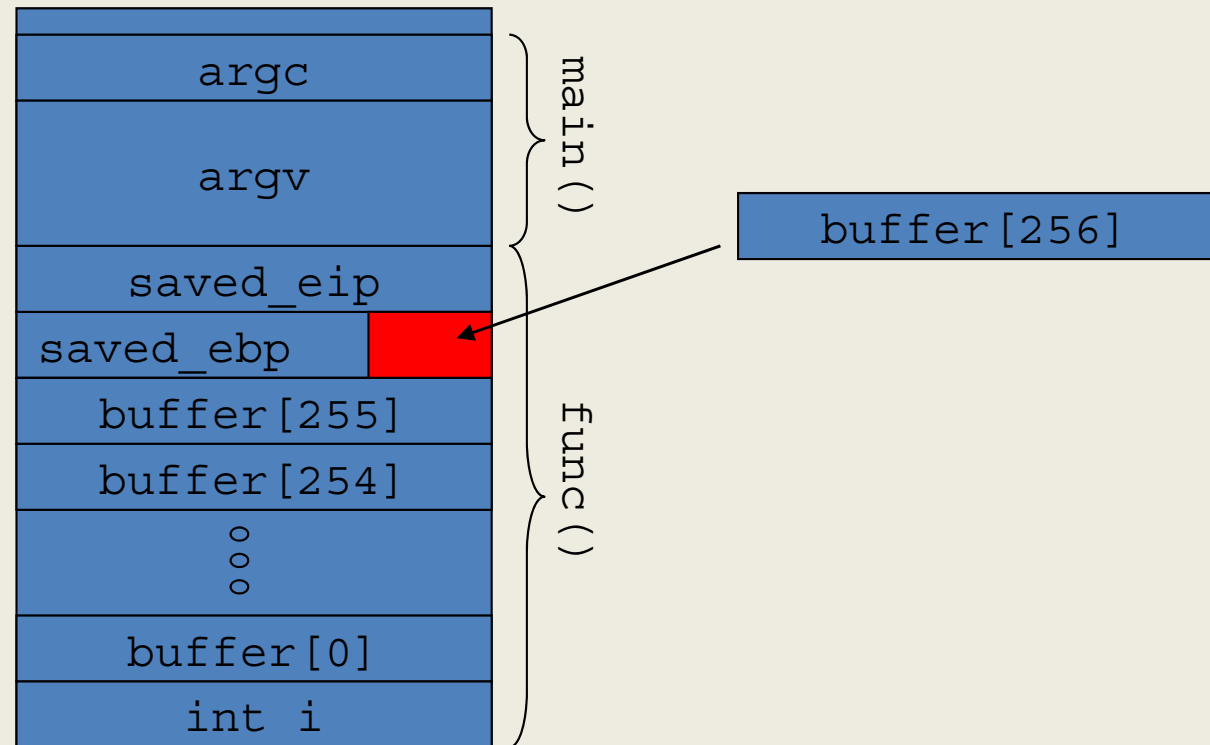 argc
argv
main()
buffer[256]
saved_eip
saved_ebp
buffer[255]
buffer[254]
func()
buffer[0]
int i